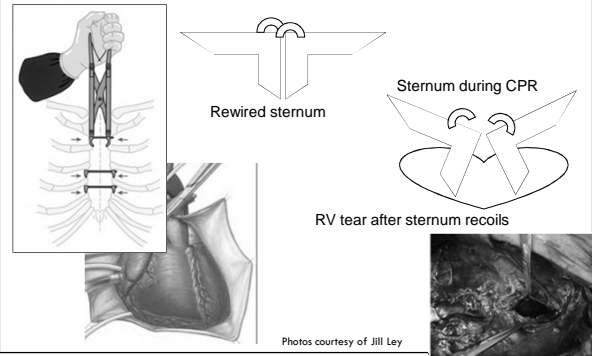 Rewired sternum
Sternum during CPR
RV tear after sternum recoils
Photos courtesy of Jill Ley